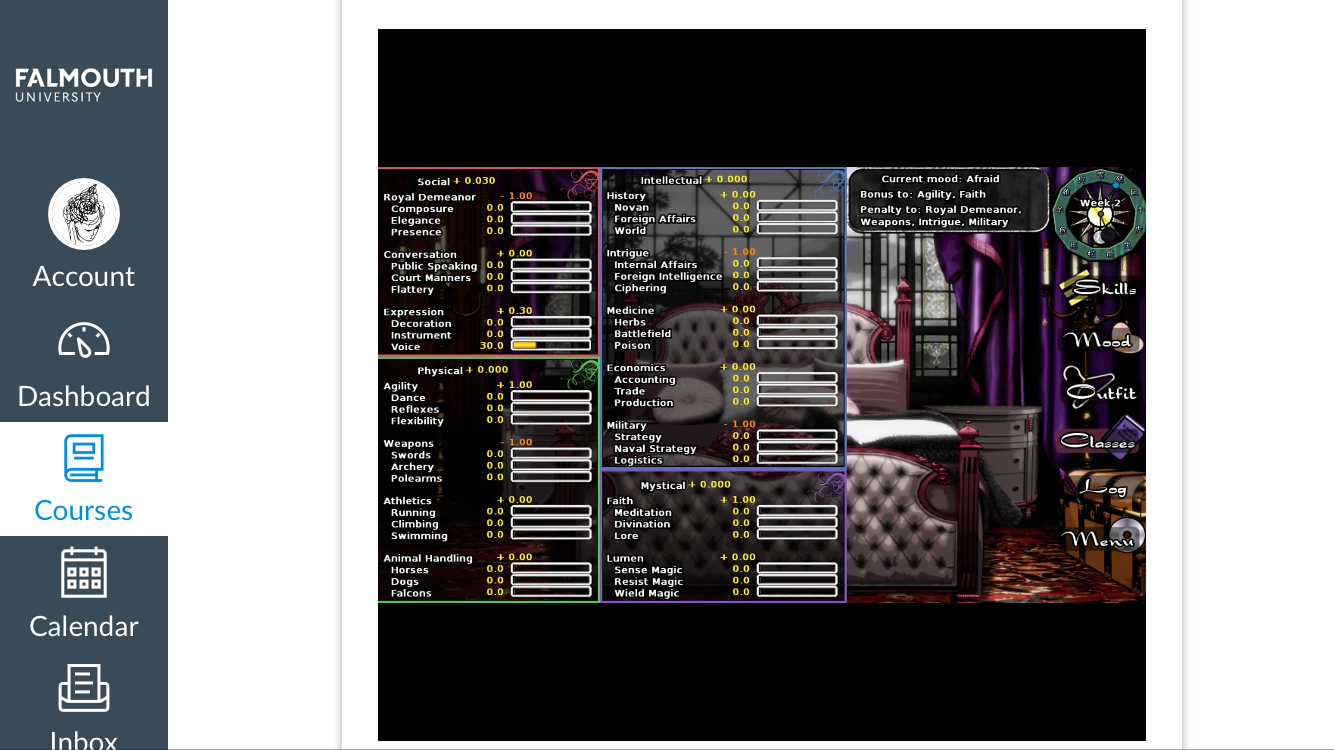 FALMOUTH
UNIVERSITY
Account
Dashboard
Courses
Calendar
Inbox
Social + 0.030
Royal Demeanor - 1.00
Composure 0.0
Elegance 0.0
Presence 0.0
Conversation + 0.00
Public Speaking 0.0
Court Manners 0.0
Flattery 0.0
Expression + 0.30
Decoration 0.0
Instrument 0.0
Voice 30.0
Physical + 0.000
Agility + 1.00
Dance 0.0
Reflexes 0.0
Flexibility 0.0
Weapons - 1.00
Swords 0.0
Archery 0.0
Polearms 0.0
Athletics + 0.00
Running 0.0
Climbing 0.0
Swimming 0.0
Animal Handling + 0.00
Horses 0.0
Dogs 0.0
Falcons 0.0
Intellectual + 0.000
History + 0.00
Novan 0.0
Foreign Affairs 0.0
World 0.0
Intrigue - 1.00
Internal Affairs 0.0
Foreign Intelligence 0.0
Ciphering 0.0
Medicine + 0.00
Herbs 0.0
Battlefield 0.0
Poison 0.0
Economics + 0.00
Accounting 0.0
Trade 0.0
Production 0.0
Military - 1.00
Strategy 0.0
Naval Strategy 0.0
Logistics 0.0
Mystical + 0.000
Faith + 1.00
Meditation 0.0
Divination 0.0
Lore 0.0
Lumen + 0.00
Sense Magic 0.0
Resist Magic 0.0
Wield Magic 0.0
Current mood: Afraid
Bonus to: Agility, Faith
Penalty to: Royal Demeanor,
Weapons, Intrigue, Military
Week 2
Skills
Mood
Outfit
Classes
Log
Menu